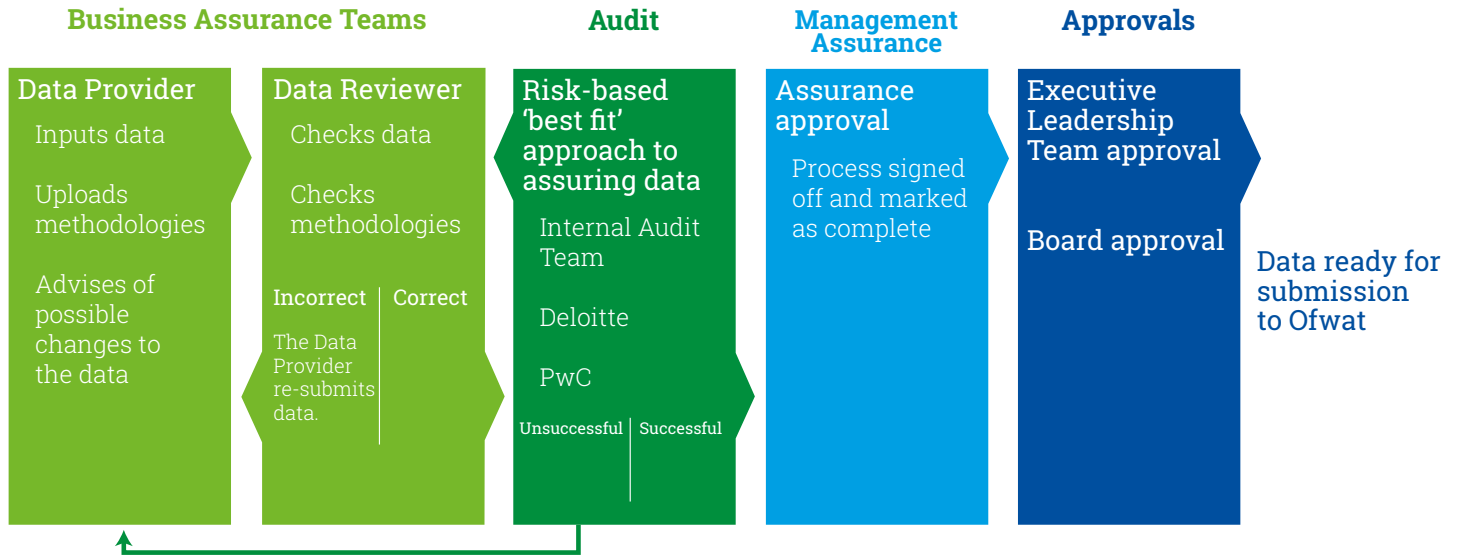 Business Assurance Teams
Data Provider
Inputs data
Uploads
methodologies
Advises of
possible
changes to
the data
Data Reviewer
Checks data
Checks
methodologies
Incorrect
The Data
Provider
re-submits
data.
Correct
Audit
Risk-based
‘best fit’
approach to
assuring data
Internal Audit
Team
Deloitte
PwC
Unsuccessful
Successful
Management
Assurance
Assurance
approval
Process signed
off and marked
as complete
Approvals
Executive
Leadership
Team approval
Board approval
Data ready for
submission
to Ofwat